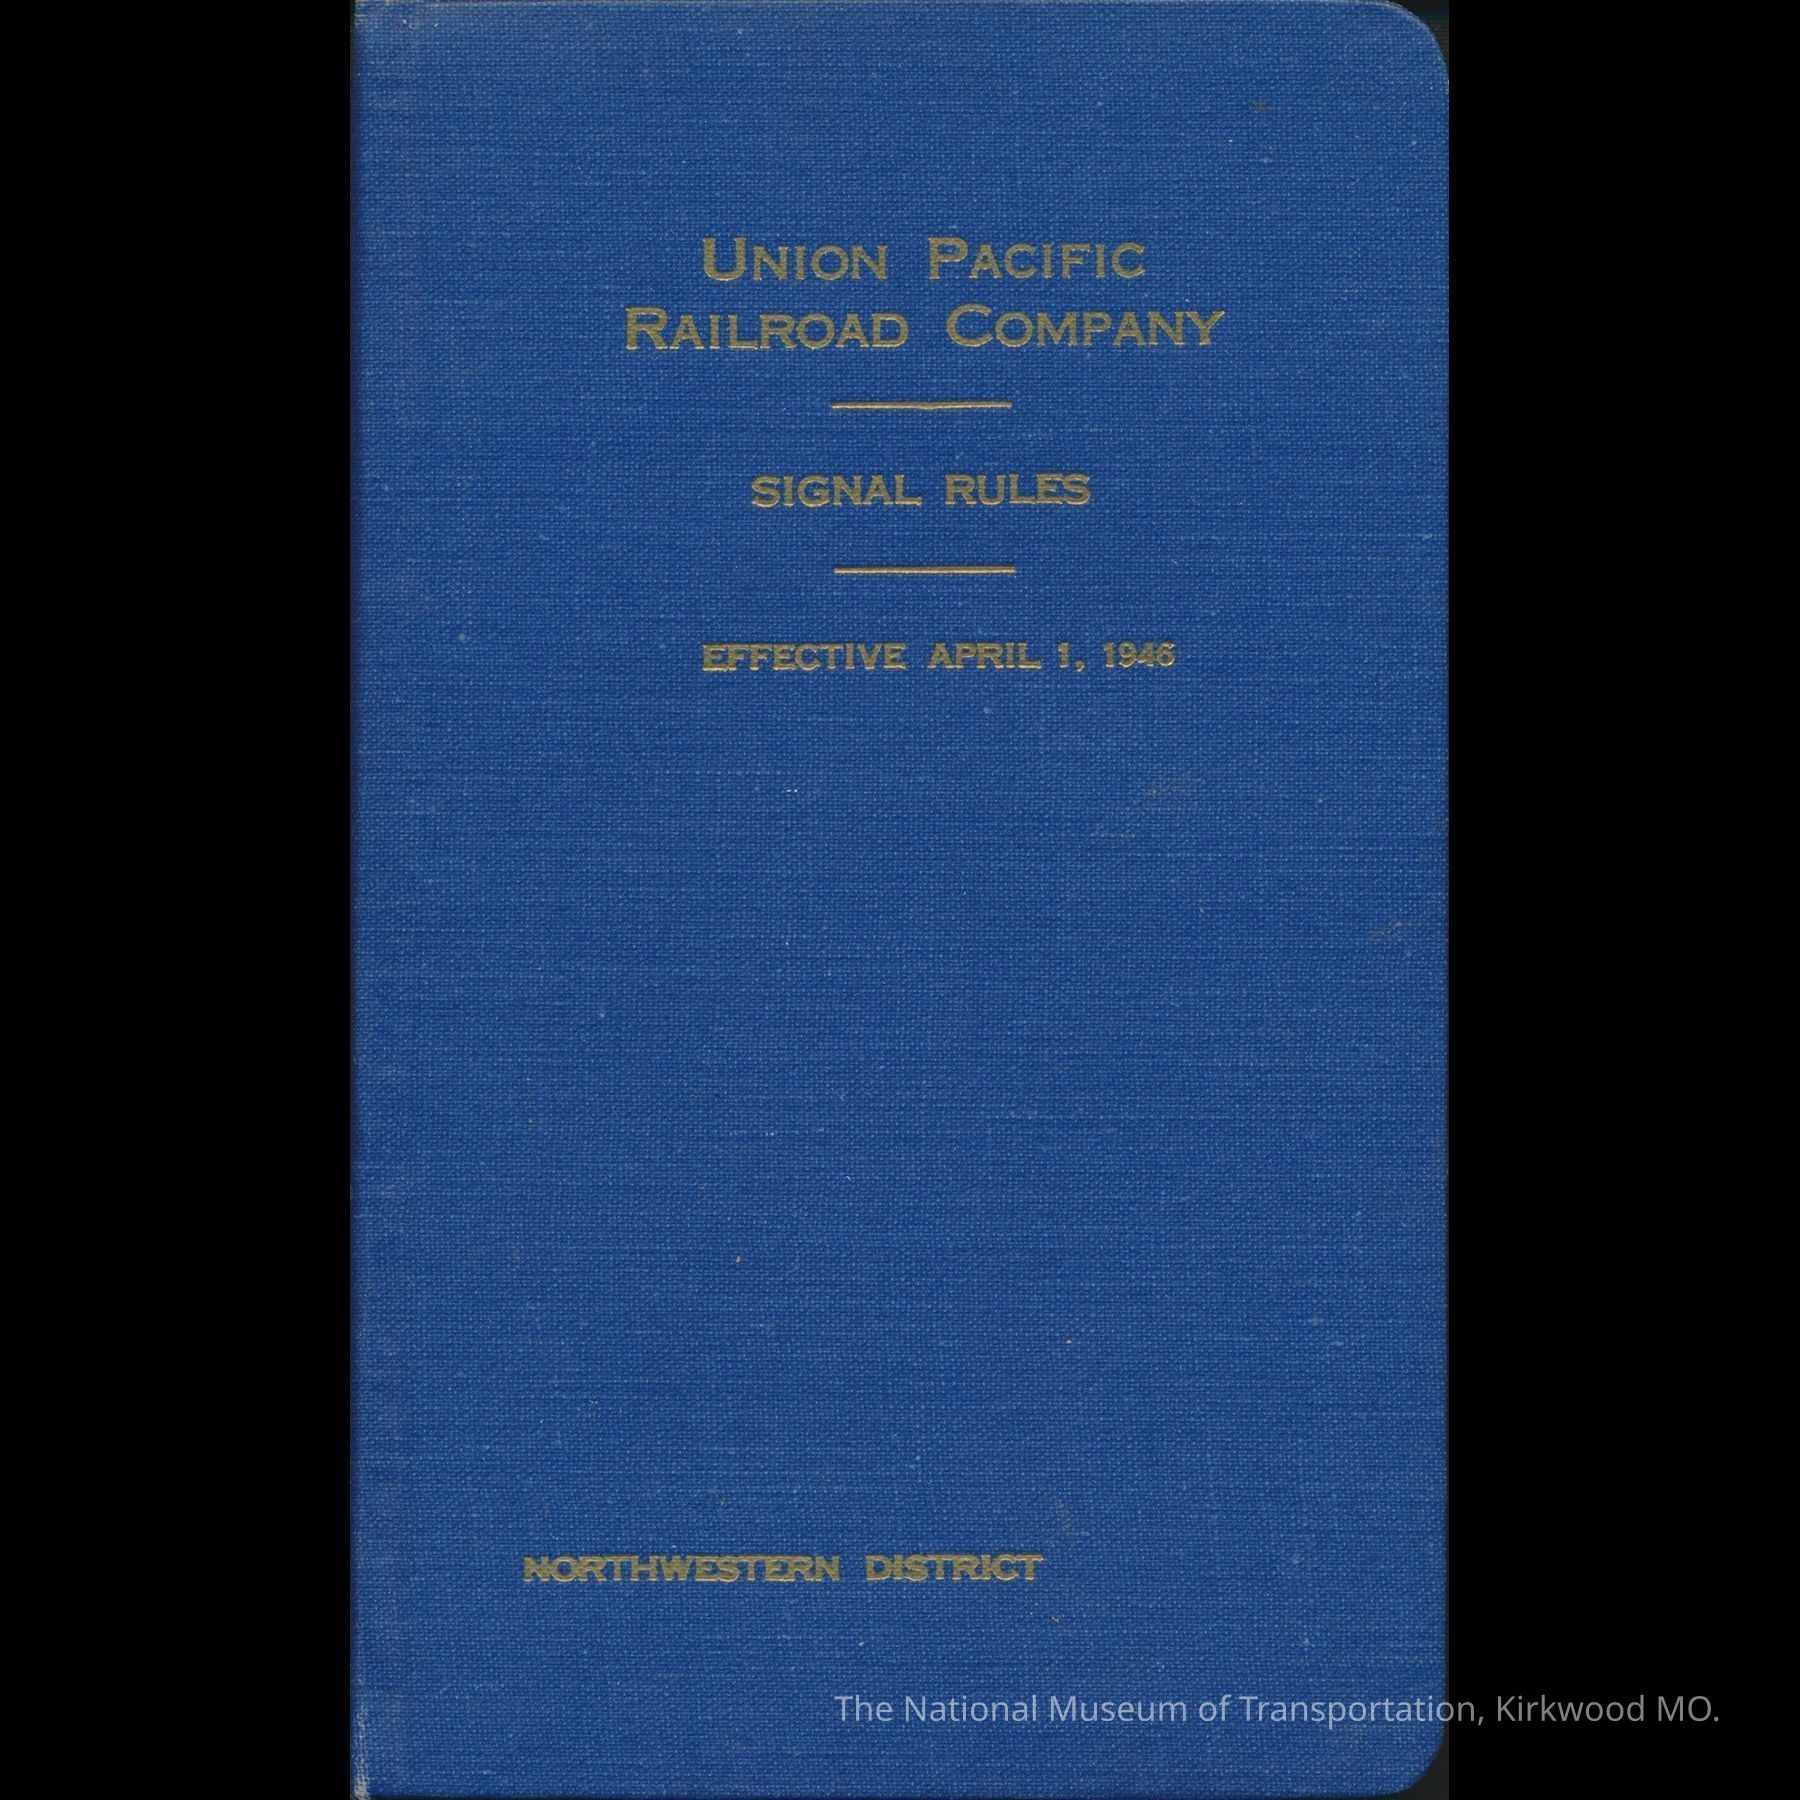 UNION PACIFIC
RAILROAD COMPANY
SIGNAL RULES
EFFECTIVE APRIL 1, 1946
NORTHWESTERN DISTRICT
The National Museum of Transportation, Kirkwood MO.